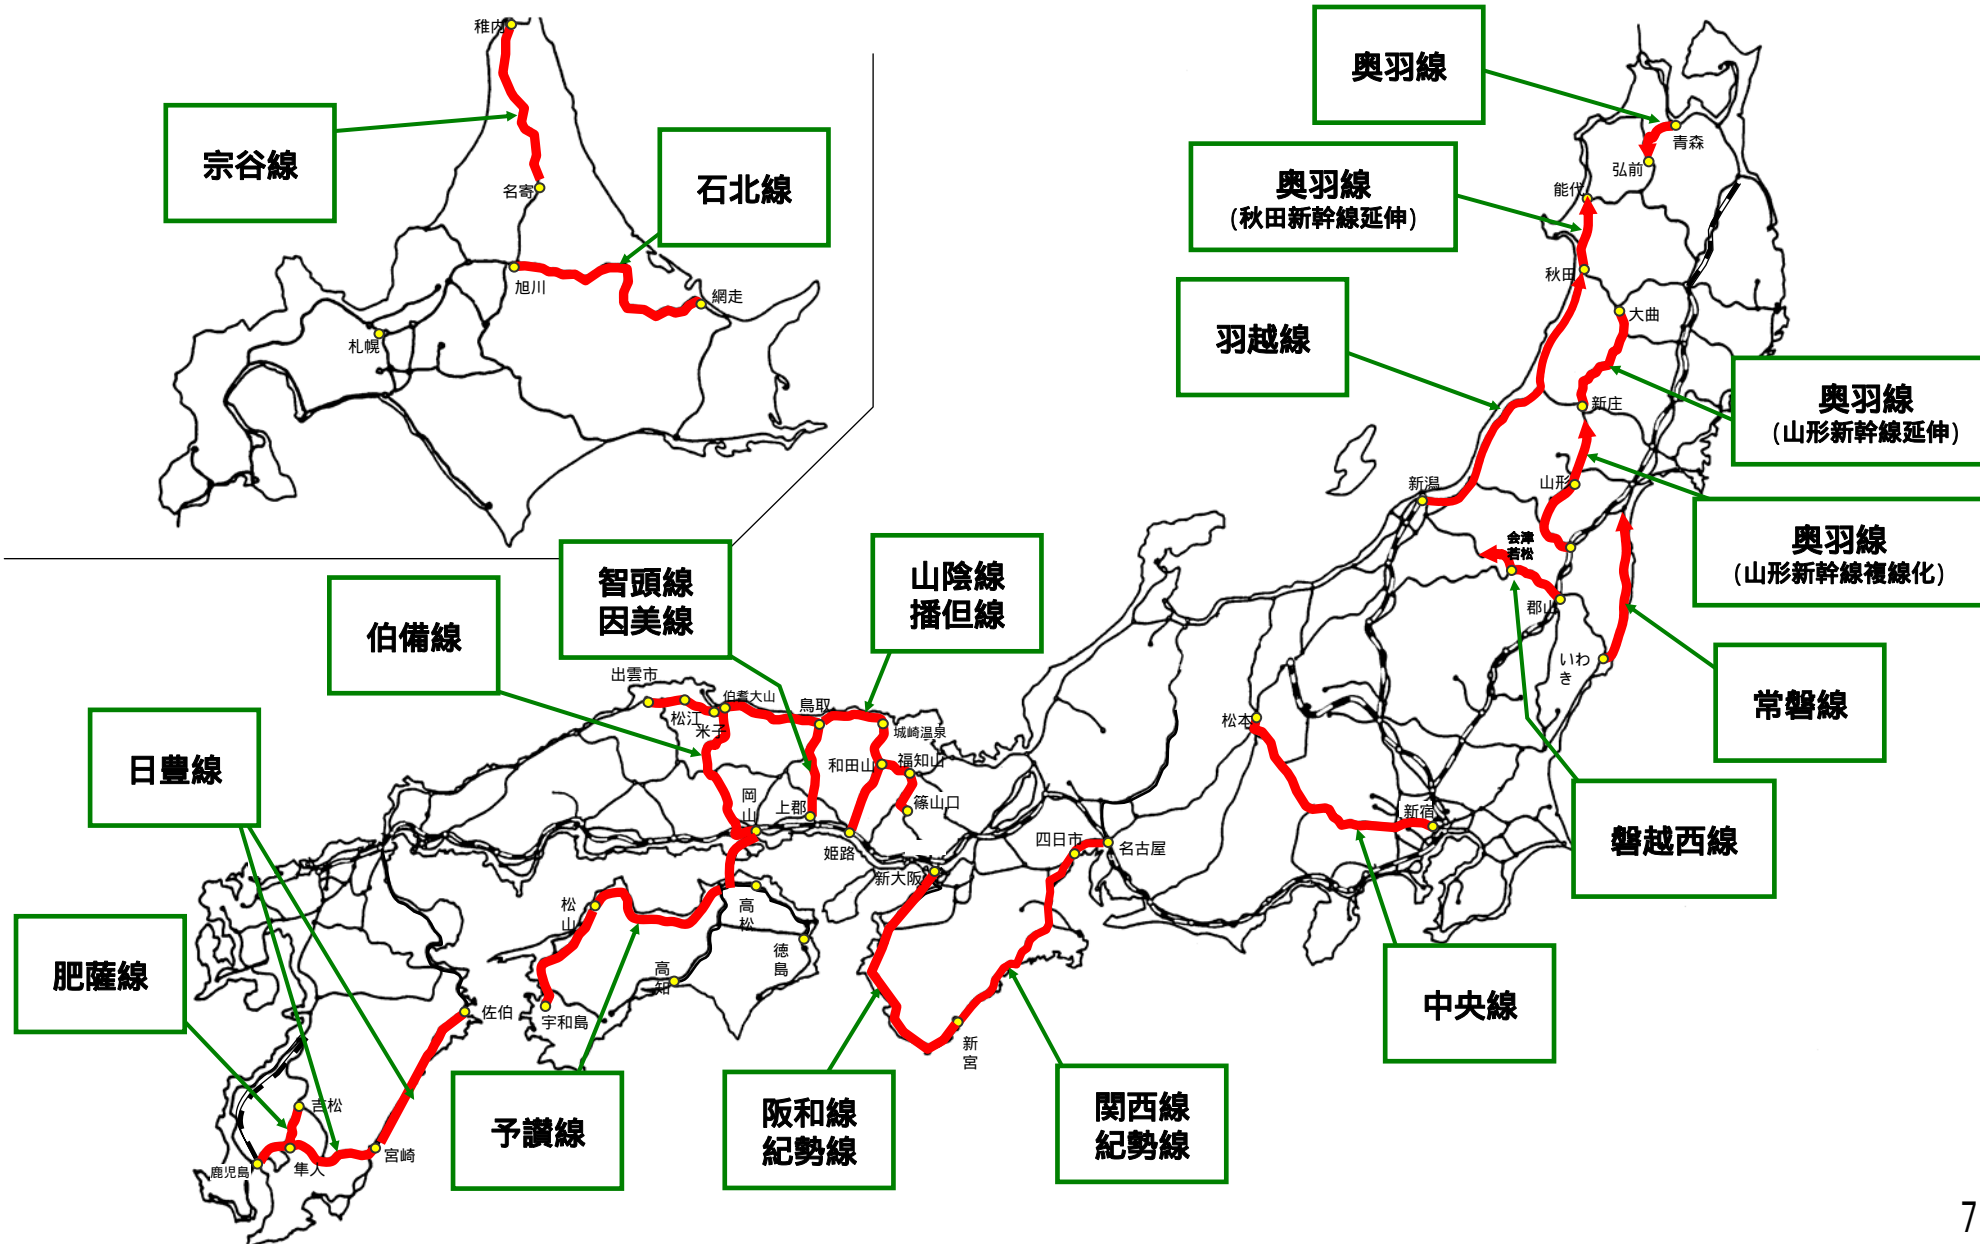 稚内
宗谷線
名寄
石北線
旭川
網走
札幌
奥羽線
青森
弘前
奥羽線
(秋田新幹線延伸)
能代
秋田
大曲
羽越線
新庄
奥羽線
(山形新幹線延伸)
新潟
山形
奥羽線
(山形新幹線複線化)
会津
若松
郡山
いわ
き
常磐線
磐越西線
松本
新宿
中央線
智頭線
因美線
山陰線
播但線
伯備線
出雲市
松江
米子
伯耆大山
鳥取
城崎温泉
和田山
福知山
篠山口
岡
山
上郡
姫路
新大阪
四日市
名古屋
日豊線
肥薩線
松
山
高
松
徳
島
高
知
佐伯
宇和島
新
宮
吉松
鹿児島
隼人
宮崎
予讃線
阪和線
紀勢線
関西線
紀勢線
7